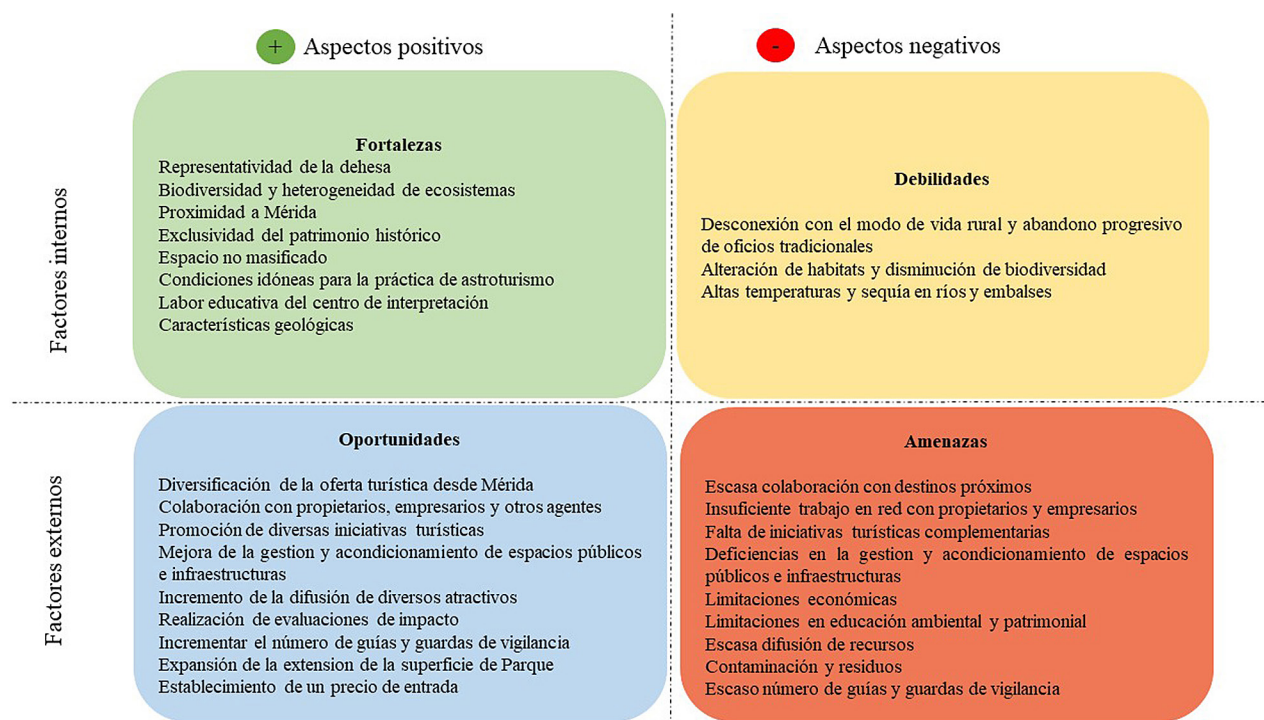 + Aspectos positivos
- Aspectos negativos
Factores internos
Fortalezas
Representatividad de la dehesa
Biodiversidad y heterogeneidad de ecosistemas
Proximidad a Mérida
Exclusividad del patrimonio histórico
Espacio no masificado
Condiciones idóneas para la práctica de astroturismo
Labor educativa del centro de interpretación
Características geológicas
Debilidades
Desconexión con el modo de vida rural y abandono progresivo
de oficios tradicionales
Alteración de habitats y disminución de biodiversidad
Altas temperaturas y sequía en ríos y embalses
Factores externos
Oportunidades
Diversificación de la oferta turística desde Mérida
Colaboración con propietarios, empresarios y otros agentes
Promoción de diversas iniciativas turísticas
Mejora de la gestion y acondicionamiento de espacios públicos
e infraestructuras
Incremento de la difusión de diversos atractivos
Realización de evaluaciones de impacto
Incrementar el número de guías y guardas de vigilancia
Expansión de la extension de la superficie de Parque
Establecimiento de un precio de entrada
Amenazas
Escasa colaboración con destinos próximos
Insuficiente trabajo en red con propietarios y empresarios
Falta de iniciativas turísticas complementarias
Deficiencias en la gestion y acondicionamiento de espacios
públicos e infraestructuras
Limitaciones económicas
Limitaciones en educación ambiental y patrimonial
Escasa difusión de recursos
Contaminación y residuos
Escaso número de guías y guardas de vigilancia